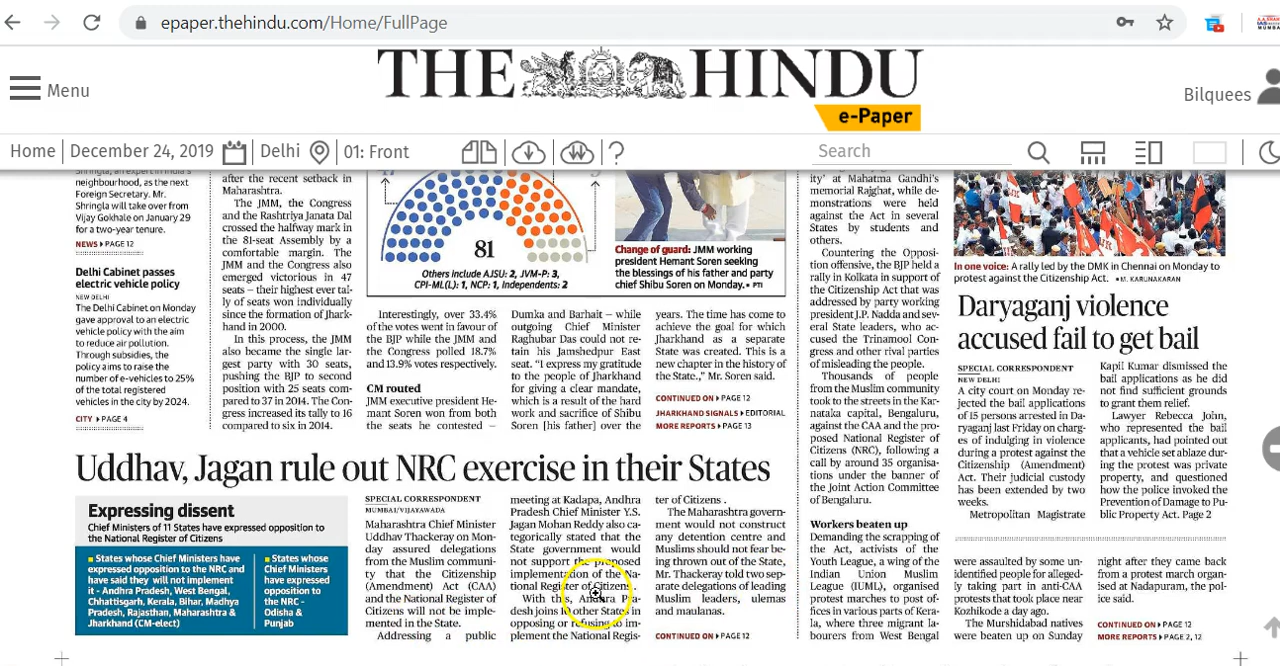 epaper.thehindu.com/Home/FullPage
THE HINDU
e-Paper
Menu
Bilquees
Home
December 24, 2019
Delhi
01: Front
Search
neighbourhood, as the next
Foreign Secretary. Mr.
Shringla will take over from
Vijay Gokhale on January 29
for a two-year tenure.
NEWS ▸ PAGE 12
Delhi Cabinet passes
electric vehicle policy
NEW DELHI
The Delhi Cabinet on Monday
gave approval to an electric
vehicle policy with the aim
to reduce air pollution.
Through subsidies, the
policy aims to raise the
number of e-vehicles to 25%
of the total registered
vehicles in the city by 2024.
CITY ▸ PAGE 4
after the recent setback in
Maharashtra.
The JMM, the Congress
and the Rashtriya Janata Dal
crossed the halfway mark in
the 81-seat Assembly by a
comfortable margin. The
JMM and the Congress also
emerged victorious in 47
seats – their highest ever tal-
ly of seats won individually
since the formation of Jhark-
hand in 2000.
In this process, the JMM
also became the single lar-
gest party with 30 seats,
pushing the BJP to second
position with 25 seats com-
pared to 37 in 2014. The Con-
gress increased its tally to 16
compared to six in 2014.
81
Others include AJSU: 2, JVM-P: 3,
CPI-ML(L): 1, NCP: 1, Independents: 2
Change of guard: JMM working
president Hemant Soren seeking
the blessings of his father and party
chief Shibu Soren on Monday. • PTI
Interestingly, over 33.4%
of the votes went in favour of
the BJP while the JMM and
the Congress polled 18.7%
and 13.9% votes respectively.
CM routed
JMM executive president He-
mant Soren won from both
the seats he contested –
Dumka and Barhait – while
outgoing Chief Minister
Raghubar Das could not re-
tain his Jamshedpur East
seat. “I express my gratitude
to the people of Jharkhand
for giving a clear mandate,
which is a result of the hard
work and sacrifice of Shibu
Soren [his father] over the
years. The time has come to
achieve the goal for which
Jharkhand as a separate
State was created. This is a
new chapter in the history of
the State.,” Mr. Soren said.
CONTINUED ON ▸ PAGE 12
JHARKHAND SIGNALS ▸ EDITORIAL
MORE REPORTS ▸ PAGE 13
Uddhav, Jagan rule out NRC exercise in their States
Expressing dissent
Chief Ministers of 11 States have expressed opposition to
the National Register of Citizens
■ States whose Chief Ministers have
expressed opposition to the NRC and
have said they will not implement
it - Andhra Pradesh, West Bengal,
Chhattisgarh, Kerala, Bihar, Madhya
Pradesh, Rajasthan, Maharashtra &
Jharkhand (CM-elect)
■ States whose
Chief Ministers
have expressed
opposition to
the NRC -
Odisha &
Punjab
SPECIAL CORRESPONDENT
MUMBAI/VIJAYAWADA
Maharashtra Chief Minister
Uddhav Thackeray on Mon-
day assured delegations
from the Muslim communi-
ty that the Citizenship
(Amendment) Act (CAA)
and the National Register of
Citizens will not be imple-
mented in the State.
Addressing a public
meeting at Kadapa, Andhra
Pradesh Chief Minister Y.S.
Jagan Mohan Reddy also ca-
tegorically stated that the
State government would
not support the proposed
implementation of the Na-
tional Register of Citizens.
With this, Andhra Pra-
desh joins 10 other States in
opposing or refusing to im-
plement the National Regis-
ter of Citizens .
The Maharashtra govern-
ment would not construct
any detention centre and
Muslims should not fear be-
ing thrown out of the State,
Mr. Thackeray told two sep-
arate delegations of leading
Muslim leaders, ulemas
and maulanas.
CONTINUED ON ▸ PAGE 12
ity’ at Mahatma Gandhi’s
memorial Rajghat, while de-
monstrations were held
against the Act in several
States by students and
others.
Countering the Opposi-
tion offensive, the BJP held a
rally in Kolkata in support of
the Citizenship Act that was
addressed by party working
president J.P. Nadda and sev-
eral State leaders, who ac-
cused the Trinamool Con-
gress and other rival parties
of misleading the people.
Thousands of people
from the Muslim community
took to the streets in the Kar-
nataka capital, Bengaluru,
against the CAA and the pro-
posed National Register of
Citizens (NRC), following a
call by around 35 organisa-
tions under the banner of
the Joint Action Committee
of Bengaluru.
Workers beaten up
Demanding the scrapping of
the Act, activists of the
Youth League, a wing of the
Indian Union Muslim
League (IUML), organised
protest marches to post of-
fices in various parts of Kera-
la, where three migrant la-
bourers from West Bengal
In one voice: A rally led by the DMK in Chennai on Monday to
protest against the Citizenship Act. • M. KARUNAKARAN
Daryaganj violence
accused fail to get bail
SPECIAL CORRESPONDENT
NEW DELHI
A city court on Monday re-
jected the bail applications
of 15 persons arrested in Da-
ryaganj last Friday on charg-
es of indulging in violence
during a protest against the
Citizenship (Amendment)
Act. Their judicial custody
has been extended by two
weeks.
Metropolitan Magistrate
Kapil Kumar dismissed the
bail applications as he did
not find sufficient grounds
to grant them relief.
Lawyer Rebecca John,
who represented the bail
applicants, had pointed out
that a vehicle set ablaze dur-
ing the protest was private
property, and questioned
how the police invoked the
Prevention of Damage to Pu-
blic Property Act. Page 2
were assaulted by some un-
identified people for alleged-
ly taking part in anti-CAA
protests that took place near
Kozhikode a day ago.
The Murshidabad natives
were beaten up on Sunday
night after they came back
from a protest march organ-
ised at Nadapuram, the pol-
ice said.
CONTINUED ON ▸ PAGE 12
MORE REPORTS ▸ PAGE 2, 12